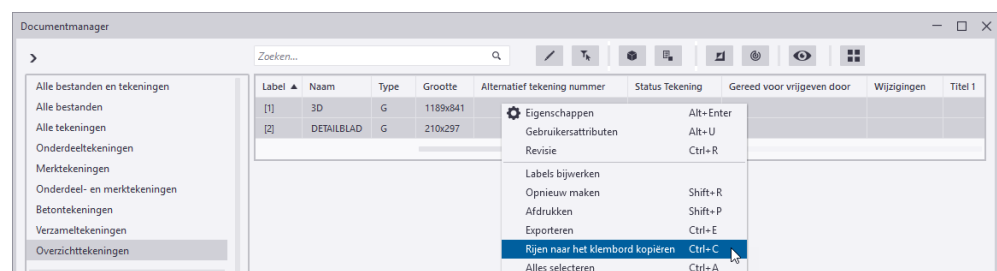 Documentmanager
Zoeken...
Alle bestanden en tekeningen
Alle bestanden
Alle tekeningen
Onderdeeltekeningen
Merktekeningen
Onderdeel- en merktekeningen
Betontekeningen
Verzameltekeningen
Overzichttekeningen
Label Naam Type Grootte Alternatief tekening nummer Status Tekening Gereed voor vrijgeven door Wijzigingen Titel 1
[1] 3D G 1189x841
[2] DETAILBLAD G 210x297
Eigenschappen Alt+Enter
Gebruikersattributen Alt+U
Revisie Ctrl+R
Labels bijwerken
Opnieuw maken Shift+R
Afdrukken Shift+P
Exporteren Ctrl+E
Rijen naar het klembord kopiëren Ctrl+C
Alles selecteren Ctrl+A